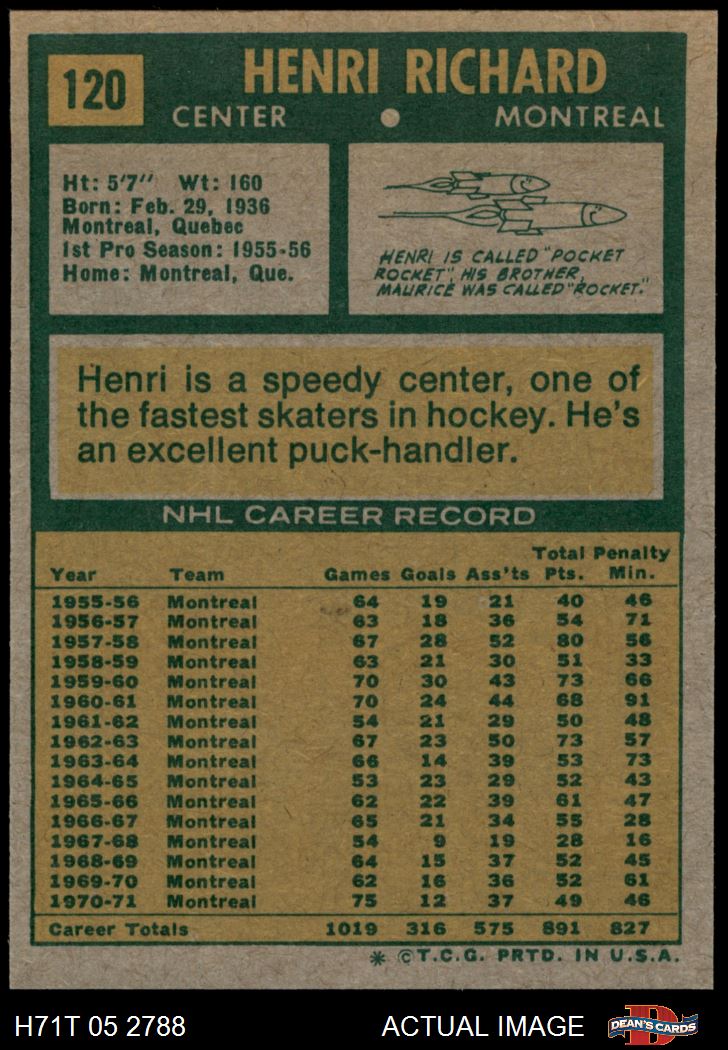 120
HENRI RICHARD
CENTER ● MONTREAL
Ht: 5'7" Wt: 160
Born: Feb. 29, 1936
Montreal, Quebec
1st Pro Season: 1955-56
Home: Montreal, Que.
HENRI IS CALLED "POCKET
ROCKET", HIS BROTHER,
MAURICE WAS CALLED "ROCKET."
Henri is a speedy center, one of
the fastest skaters in hockey. He's
an excellent puck-handler.
NHL CAREER RECORD
Year Team Games Goals Ass'ts Total Pts. Penalty Min.
1955-56 Montreal 64 19 21 40 46
1956-57 Montreal 63 18 36 54 71
1957-58 Montreal 67 28 52 80 56
1958-59 Montreal 63 21 30 51 33
1959-60 Montreal 70 30 43 73 66
1960-61 Montreal 70 24 44 68 91
1961-62 Montreal 54 21 29 50 48
1962-63 Montreal 67 23 50 73 57
1963-64 Montreal 66 14 39 53 73
1964-65 Montreal 53 23 29 52 43
1965-66 Montreal 62 22 39 61 47
1966-67 Montreal 65 21 34 55 28
1967-68 Montreal 54 9 19 28 16
1968-69 Montreal 64 15 37 52 45
1969-70 Montreal 62 16 36 52 61
1970-71 Montreal 75 12 37 49 46
Career Totals 1019 316 575 891 827
* ©T.C.G. PRTD. IN U.S.A.
H71T 05 2788 ACTUAL IMAGE
D
DEAN'S CARDS